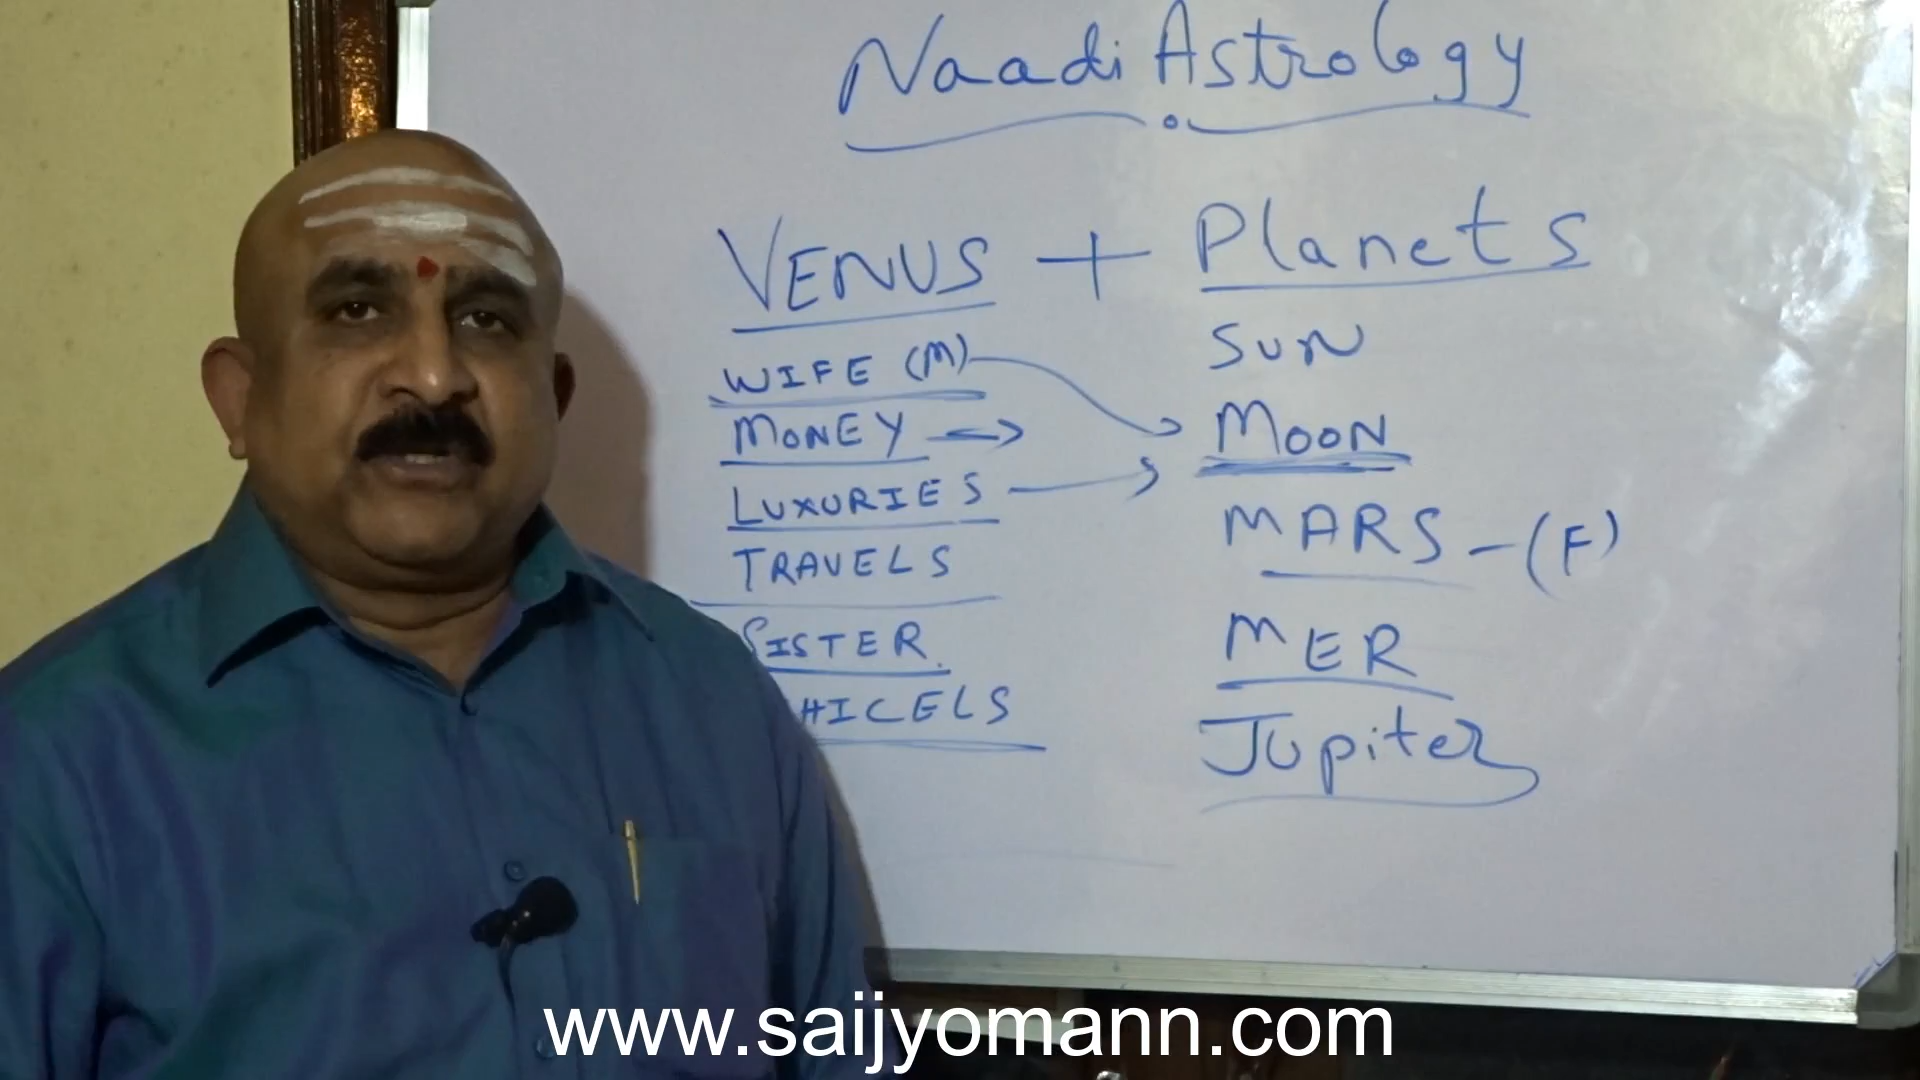 Naadi Astrology
VENUS + Planets
WIFE (M)
MONEY
LUXURIES
TRAVELS
SISTER
HICELS
SUN
MOON
MARS - (F)
MER
Jupiter
www.saijyomann.com